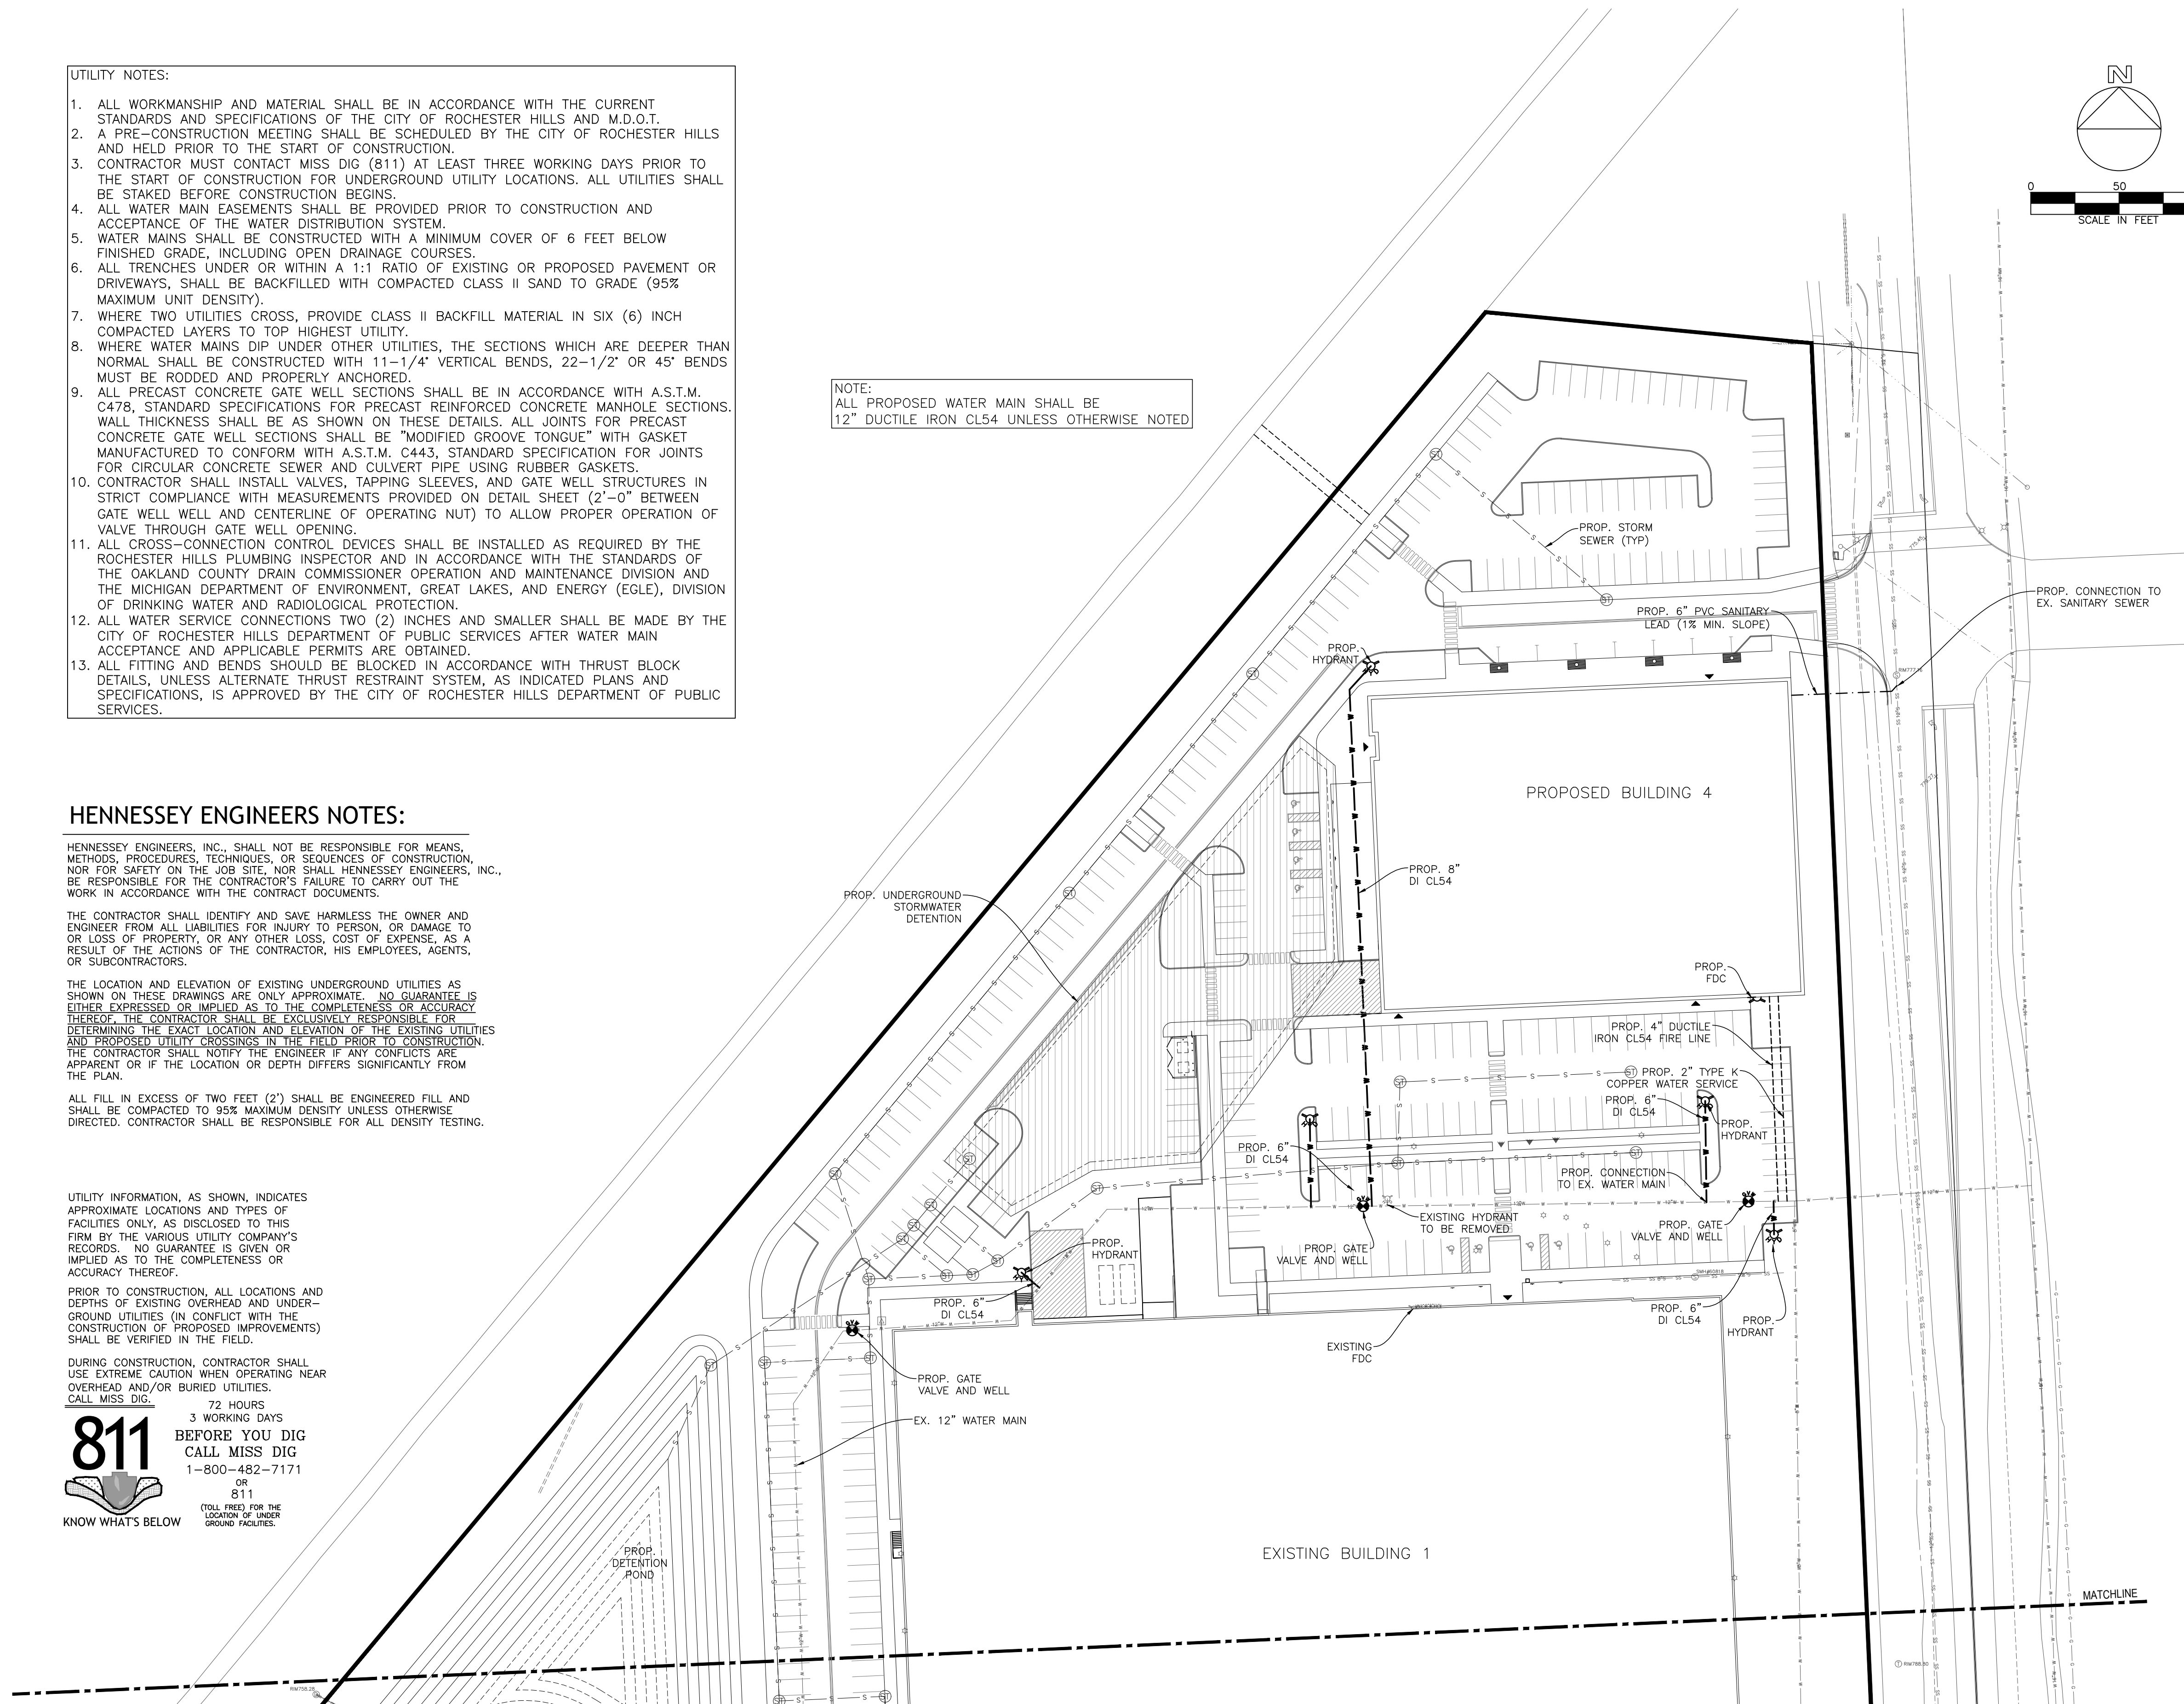 UTILITY NOTES:
1. ALL WORKMANSHIP AND MATERIAL SHALL BE IN ACCORDANCE WITH THE CURRENT
STANDARDS AND SPECIFICATIONS OF THE CITY OF ROCHESTER HILLS AND M.D.O.T.
2. A PRE-CONSTRUCTION MEETING SHALL BE SCHEDULED BY THE CITY OF ROCHESTER HILLS
AND HELD PRIOR TO THE START OF CONSTRUCTION.
3. CONTRACTOR MUST CONTACT MISS DIG (811) AT LEAST THREE WORKING DAYS PRIOR TO
THE START OF CONSTRUCTION FOR UNDERGROUND UTILITY LOCATIONS. ALL UTILITIES SHALL
BE STAKED BEFORE CONSTRUCTION BEGINS.
4. ALL WATER MAIN EASEMENTS SHALL BE PROVIDED PRIOR TO CONSTRUCTION AND
ACCEPTANCE OF THE WATER DISTRIBUTION SYSTEM.
5. WATER MAINS SHALL BE CONSTRUCTED WITH A MINIMUM COVER OF 6 FEET BELOW
FINISHED GRADE, INCLUDING OPEN DRAINAGE COURSES.
6. ALL TRENCHES UNDER OR WITHIN A 1:1 RATIO OF EXISTING OR PROPOSED PAVEMENT OR
DRIVEWAYS, SHALL BE BACKFILLED WITH COMPACTED CLASS II SAND TO GRADE (95%
MAXIMUM UNIT DENSITY).
7. WHERE TWO UTILITIES CROSS, PROVIDE CLASS II BACKFILL MATERIAL IN SIX (6) INCH
COMPACTED LAYERS TO TOP HIGHEST UTILITY.
8. WHERE WATER MAINS DIP UNDER OTHER UTILITIES, THE SECTIONS WHICH ARE DEEPER THAN
NORMAL SHALL BE CONSTRUCTED WITH 11-1/4° VERTICAL BENDS, 22-1/2° OR 45° BENDS
MUST BE RODDED AND PROPERLY ANCHORED.
9. ALL PRECAST CONCRETE GATE WELL SECTIONS SHALL BE IN ACCORDANCE WITH A.S.T.M.
C478, STANDARD SPECIFICATIONS FOR PRECAST REINFORCED CONCRETE MANHOLE SECTIONS.
WALL THICKNESS SHALL BE AS SHOWN ON THESE DETAILS. ALL JOINTS FOR PRECAST
CONCRETE GATE WELL SECTIONS SHALL BE "MODIFIED GROOVE TONGUE" WITH GASKET
MANUFACTURED TO CONFORM WITH A.S.T.M. C443, STANDARD SPECIFICATION FOR JOINTS
FOR CIRCULAR CONCRETE SEWER AND CULVERT PIPE USING RUBBER GASKETS.
10. CONTRACTOR SHALL INSTALL VALVES, TAPPING SLEEVES, AND GATE WELL STRUCTURES IN
STRICT COMPLIANCE WITH MEASUREMENTS PROVIDED ON DETAIL SHEET (2'-0" BETWEEN
GATE WELL WELL AND CENTERLINE OF OPERATING NUT) TO ALLOW PROPER OPERATION OF
VALVE THROUGH GATE WELL OPENING.
11. ALL CROSS-CONNECTION CONTROL DEVICES SHALL BE INSTALLED AS REQUIRED BY THE
ROCHESTER HILLS PLUMBING INSPECTOR AND IN ACCORDANCE WITH THE STANDARDS OF
THE OAKLAND COUNTY DRAIN COMMISSIONER OPERATION AND MAINTENANCE DIVISION AND
THE MICHIGAN DEPARTMENT OF ENVIRONMENT, GREAT LAKES, AND ENERGY (EGLE), DIVISION
OF DRINKING WATER AND RADIOLOGICAL PROTECTION.
12. ALL WATER SERVICE CONNECTIONS TWO (2) INCHES AND SMALLER SHALL BE MADE BY THE
CITY OF ROCHESTER HILLS DEPARTMENT OF PUBLIC SERVICES AFTER WATER MAIN
ACCEPTANCE AND APPLICABLE PERMITS ARE OBTAINED.
13. ALL FITTING AND BENDS SHOULD BE BLOCKED IN ACCORDANCE WITH THRUST BLOCK
DETAILS, UNLESS ALTERNATE THRUST RESTRAINT SYSTEM, AS INDICATED PLANS AND
SPECIFICATIONS, IS APPROVED BY THE CITY OF ROCHESTER HILLS DEPARTMENT OF PUBLIC
SERVICES.
HENNESSEY ENGINEERS NOTES:
HENNESSEY ENGINEERS, INC., SHALL NOT BE RESPONSIBLE FOR MEANS,
METHODS, PROCEDURES, TECHNIQUES, OR SEQUENCES OF CONSTRUCTION,
NOR FOR SAFETY ON THE JOB SITE, NOR SHALL HENNESSEY ENGINEERS, INC.,
BE RESPONSIBLE FOR THE CONTRACTOR'S FAILURE TO CARRY OUT THE
WORK IN ACCORDANCE WITH THE CONTRACT DOCUMENTS.
THE CONTRACTOR SHALL IDENTIFY AND SAVE HARMLESS THE OWNER AND
ENGINEER FROM ALL LIABILITIES FOR INJURY TO PERSON, OR DAMAGE TO
OR LOSS OF PROPERTY, OR ANY OTHER LOSS, COST OF EXPENSE, AS A
RESULT OF THE ACTIONS OF THE CONTRACTOR, HIS EMPLOYEES, AGENTS,
OR SUBCONTRACTORS.
THE LOCATION AND ELEVATION OF EXISTING UNDERGROUND UTILITIES AS
SHOWN ON THESE DRAWINGS ARE ONLY APPROXIMATE. NO GUARANTEE IS
EITHER EXPRESSED OR IMPLIED AS TO THE COMPLETENESS OR ACCURACY
THEREOF, THE CONTRACTOR SHALL BE EXCLUSIVELY RESPONSIBLE FOR
DETERMINING THE EXACT LOCATION AND ELEVATION OF THE EXISTING UTILITIES
AND PROPOSED UTILITY CROSSINGS IN THE FIELD PRIOR TO CONSTRUCTION.
THE CONTRACTOR SHALL NOTIFY THE ENGINEER IF ANY CONFLICTS ARE
APPARENT OR IF THE LOCATION OR DEPTH DIFFERS SIGNIFICANTLY FROM
THE PLAN.
ALL FILL IN EXCESS OF TWO FEET (2') SHALL BE ENGINEERED FILL AND
SHALL BE COMPACTED TO 95% MAXIMUM DENSITY UNLESS OTHERWISE
DIRECTED. CONTRACTOR SHALL BE RESPONSIBLE FOR ALL DENSITY TESTING.
UTILITY INFORMATION, AS SHOWN, INDICATES
APPROXIMATE LOCATIONS AND TYPES OF
FACILITIES ONLY, AS DISCLOSED TO THIS
FIRM BY THE VARIOUS UTILITY COMPANY'S
RECORDS. NO GUARANTEE IS GIVEN OR
IMPLIED AS TO THE COMPLETENESS OR
ACCURACY THEREOF.
PRIOR TO CONSTRUCTION, ALL LOCATIONS AND
DEPTHS OF EXISTING OVERHEAD AND UNDER-
GROUND UTILITIES (IN CONFLICT WITH THE
CONSTRUCTION OF PROPOSED IMPROVEMENTS)
SHALL BE VERIFIED IN THE FIELD.
DURING CONSTRUCTION, CONTRACTOR SHALL
USE EXTREME CAUTION WHEN OPERATING NEAR
OVERHEAD AND/OR BURIED UTILITIES.
CALL MISS DIG.
811
KNOW WHAT'S BELOW
72 HOURS
3 WORKING DAYS
BEFORE YOU DIG
CALL MISS DIG
1-800-482-7171
OR
811
(TOLL FREE) FOR THE
LOCATION OF UNDER
GROUND FACILITIES.
NOTE:
ALL PROPOSED WATER MAIN SHALL BE
12" DUCTILE IRON CL54 UNLESS OTHERWISE NOTED
N
0 50
SCALE IN FEET
PROP. STORM
SEWER (TYP)
PROP. CONNECTION TO
EX. SANITARY SEWER
PROP. 6" PVC SANITARY
LEAD (1% MIN. SLOPE)
PROP.
HYDRANT
PROPOSED BUILDING 4
PROP. 8"
DI CL54
PROP. UNDERGROUND
STORMWATER
DETENTION
PROP.
FDC
PROP. 4" DUCTILE
IRON CL54 FIRE LINE
PROP. 2" TYPE K
COPPER WATER SERVICE
PROP. 6"
DI CL54
PROP.
HYDRANT
PROP. 6"
DI CL54
PROP. CONNECTION
TO EX. WATER MAIN
EXISTING HYDRANT
TO BE REMOVED
PROP. GATE
VALVE AND WELL
PROP. GATE
VALVE AND WELL
PROP.
HYDRANT
PROP. 6"
DI CL54
PROP. 6"
DI CL54
PROP.
HYDRANT
EXISTING
FDC
PROP. GATE
VALVE AND WELL
EX. 12" WATER MAIN
EXISTING BUILDING 1
PROP.
DETENTION
POND
MATCHLINE